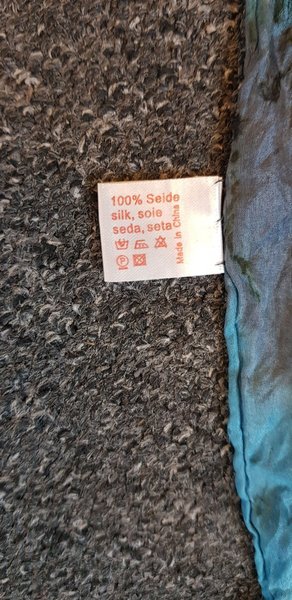 100% Seide
silk, soie
seda, seta
Made in China